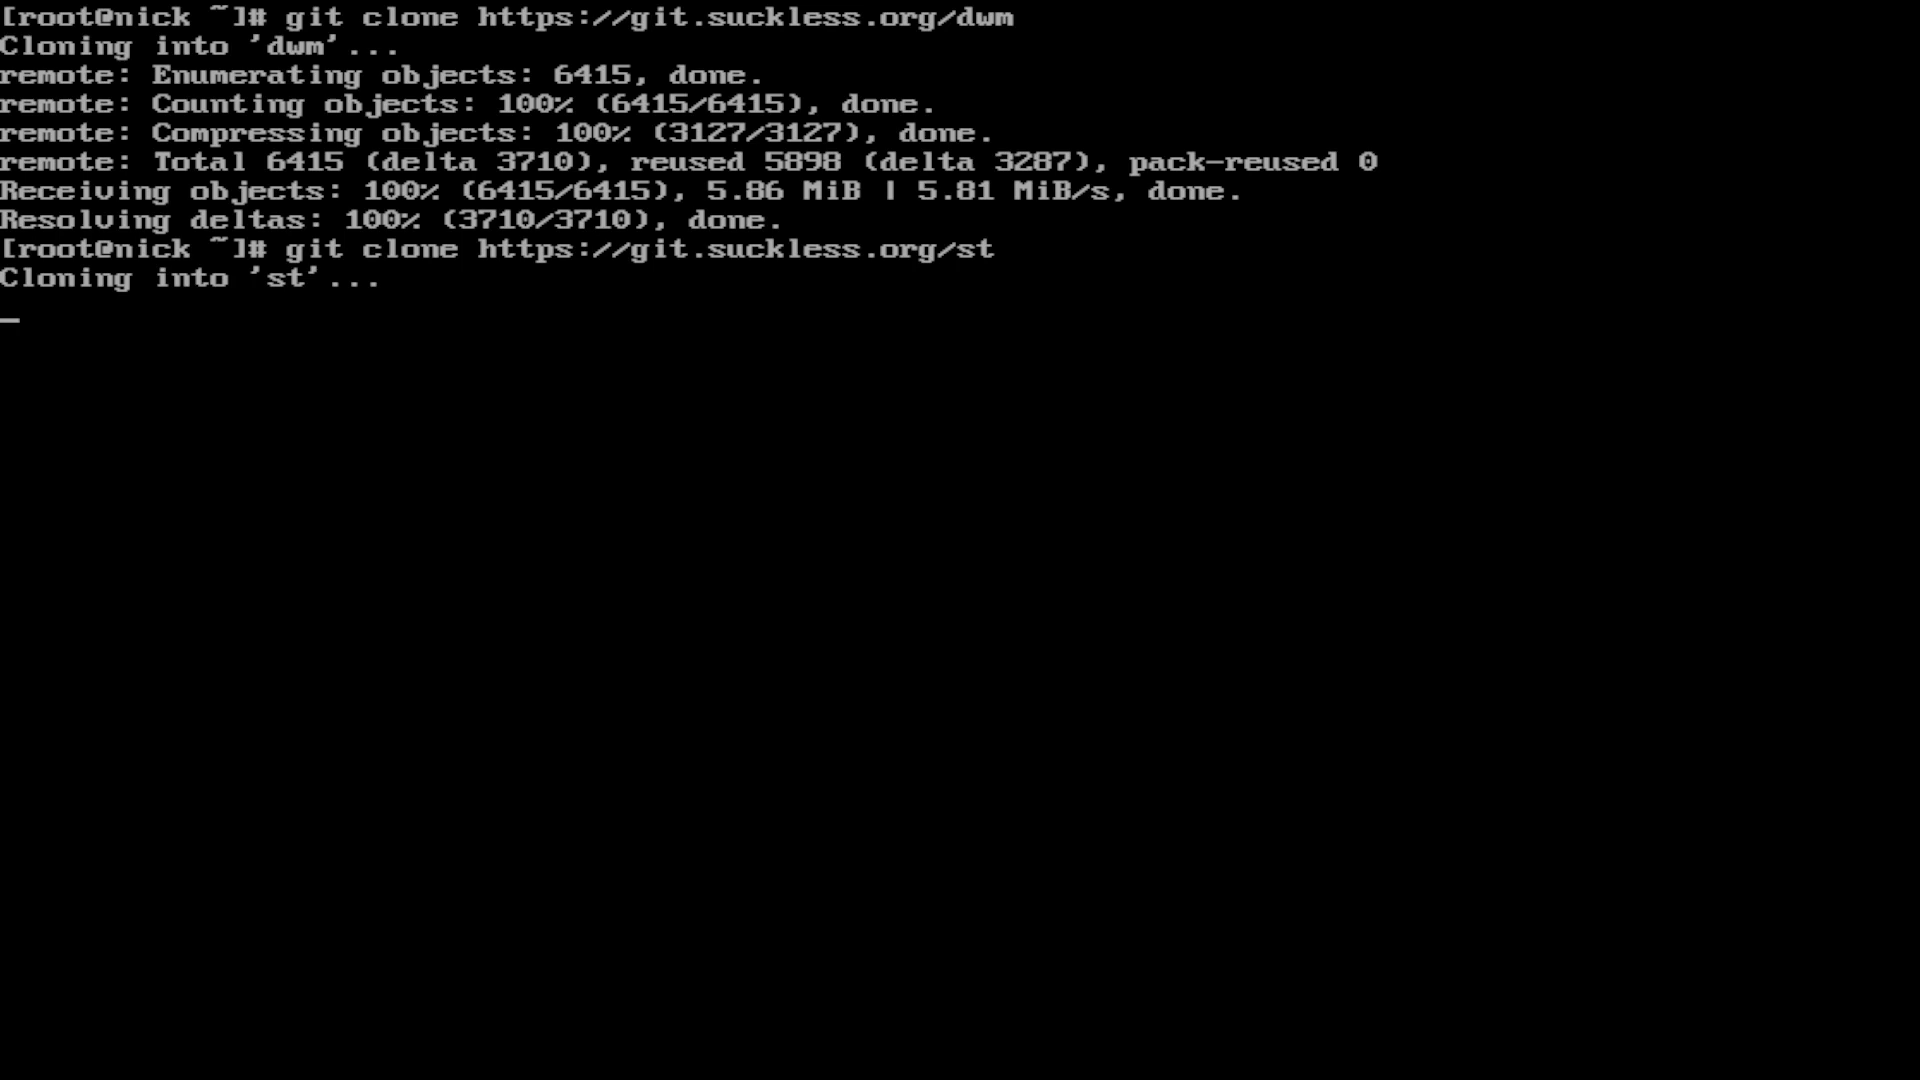 [root@nick ~]# git clone https://git.suckless.org/dwm
Cloning into 'dwm'...
remote: Enumerating objects: 6415, done.
remote: Counting objects: 100% (6415/6415), done.
remote: Compressing objects: 100% (3127/3127), done.
remote: Total 6415 (delta 3710), reused 5898 (delta 3287), pack-reused 0
Receiving objects: 100% (6415/6415), 5.86 MiB | 5.81 MiB/s, done.
Resolving deltas: 100% (3710/3710), done.
[root@nick ~]# git clone https://git.suckless.org/st
Cloning into 'st'...
_